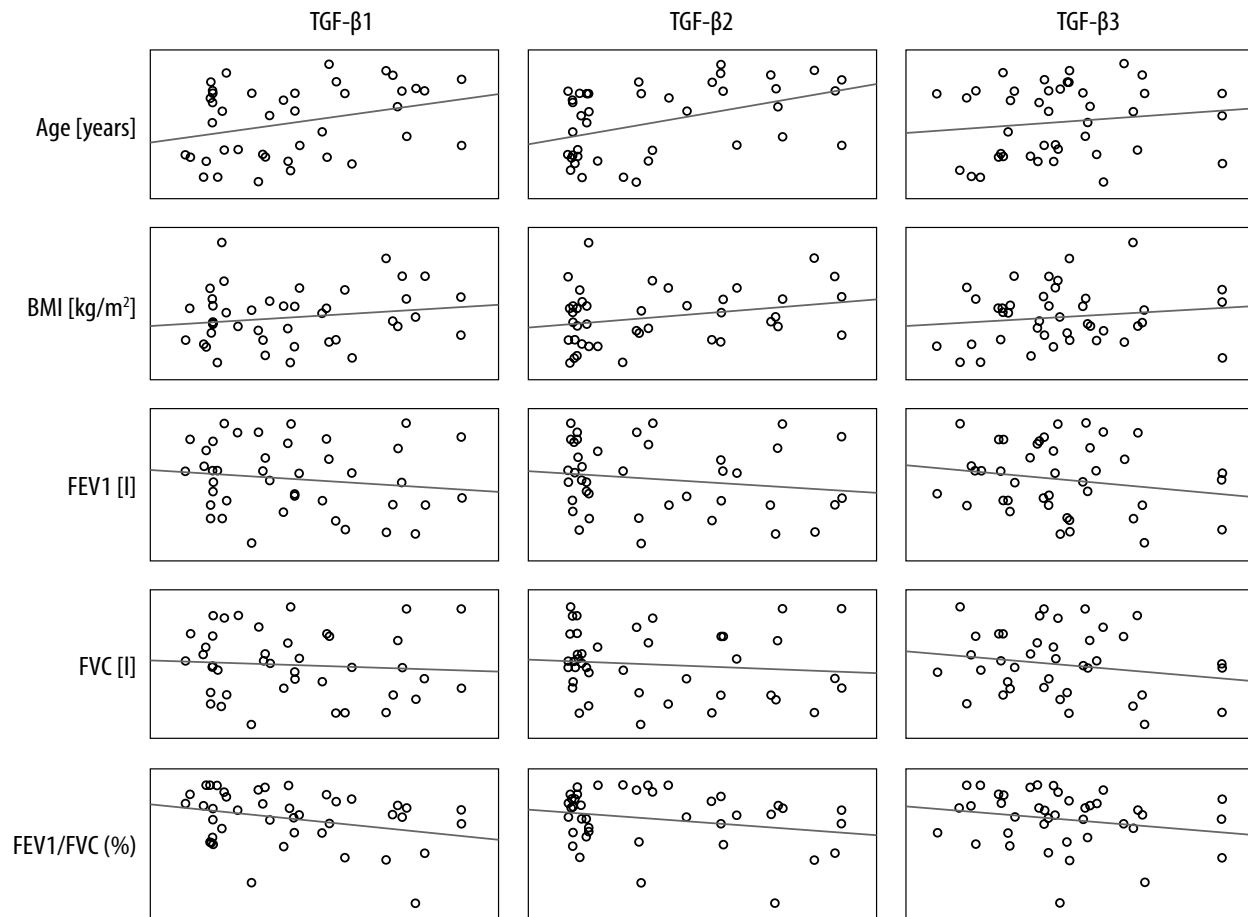 TGF-β1 TGF-β2 TGF-β3
Age [years]
BMI [kg/m²]
FEV1 [l]
FVC [l]
FEV1/FVC (%)